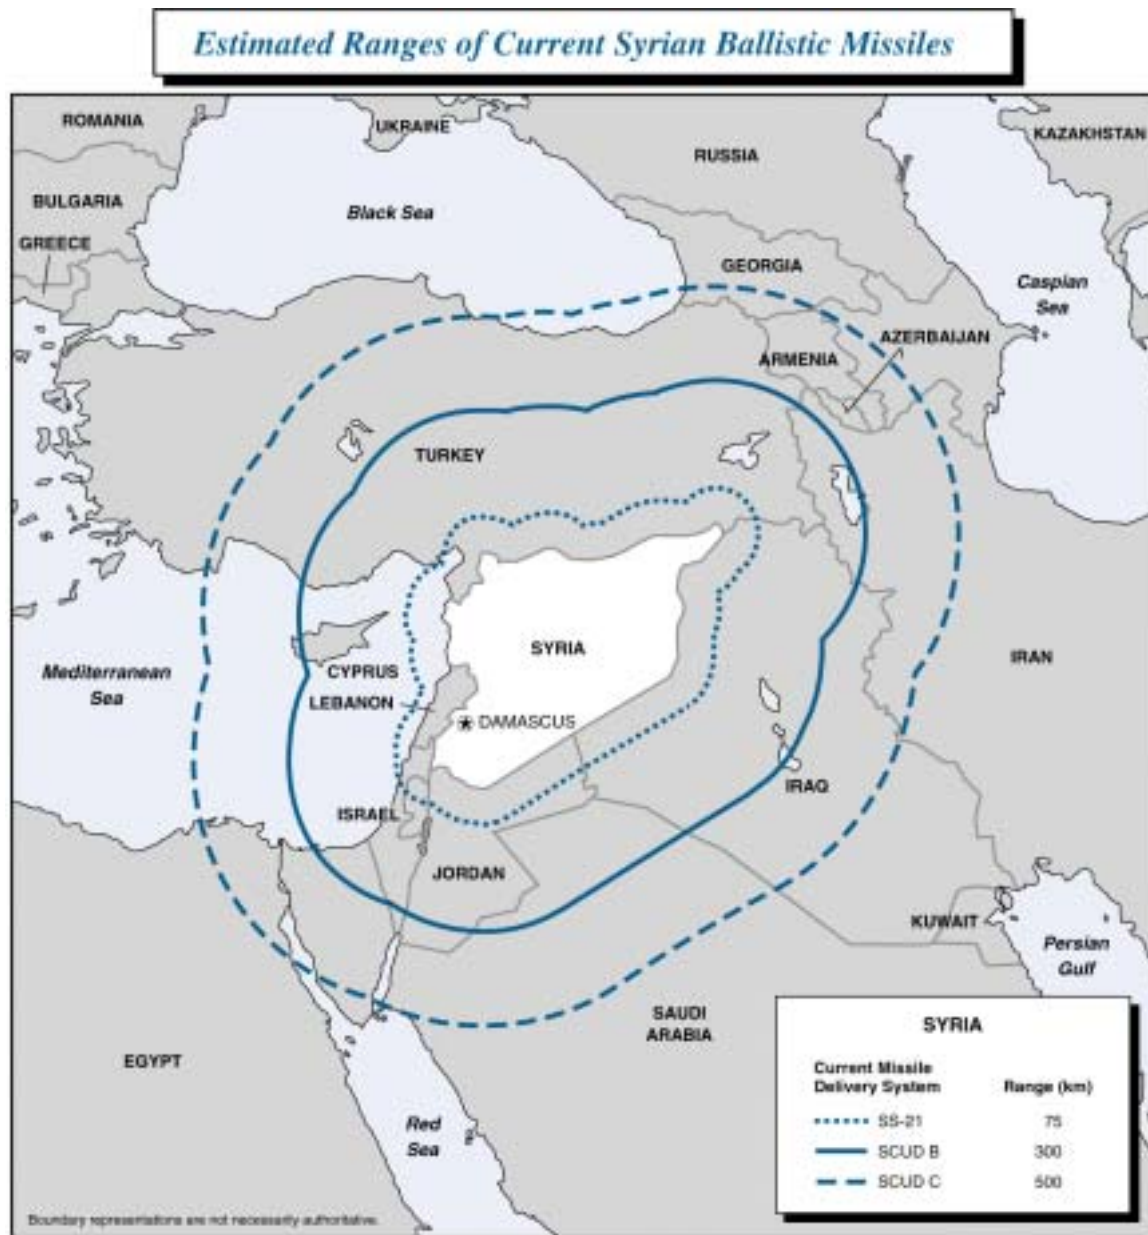 Estimated Ranges of Current Syrian Ballistic Missiles
ROMANIA
UKRAINE
KAZAKHSTAN
RUSSIA
BULGARIA
Black Sea
GREECE
GEORGIA
Caspian
Sea
AZERBAIJAN
ARMENIA
TURKEY
SYRIA
IRAN
Mediterranean
Sea
CYPRUS
LEBANON
DAMASCUS
IRAQ
ISRAEL
JORDAN
KUWAIT
Persian
Gulf
SAUDI
ARABIA
EGYPT
Red
Sea
SYRIA
Current Missile
Delivery System Range (km)
SS-21 75
SCUD B 300
SCUD C 500
Boundary representations are not necessarily authoritative.